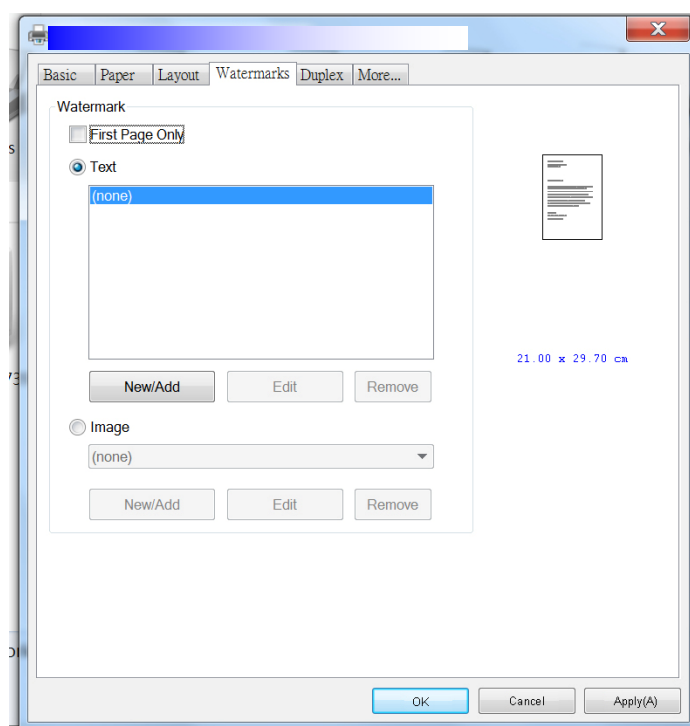 Basic Paper Layout Watermarks Duplex More...
Watermark
First Page Only
Text
(none)
21.00 x 29.70 cm
New/Add Edit Remove
Image
(none)
New/Add Edit Remove
OK Cancel Apply(A)